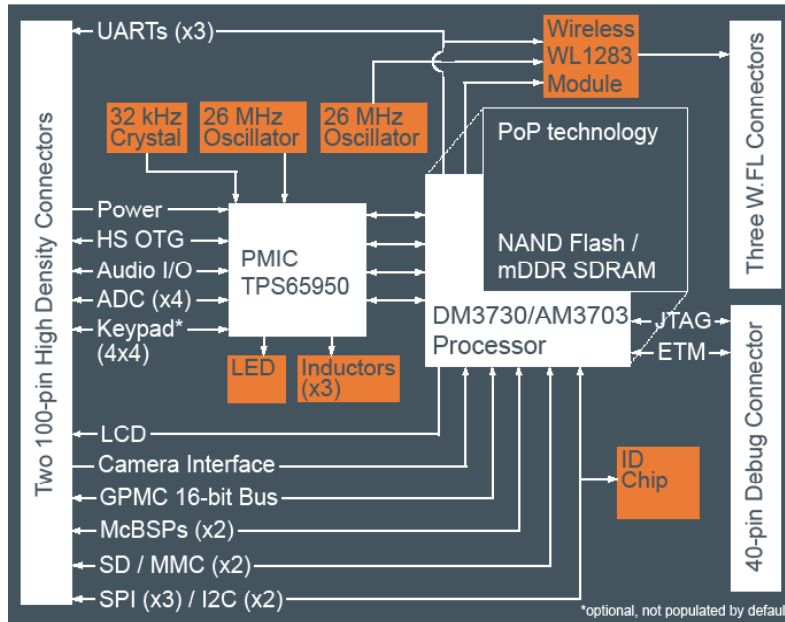 UARTs (x3)
Wireless
WL1283
Module
32 kHz
Crystal
26 MHz
Oscillator
26 MHz
Oscillator
PoP technology
NAND Flash /
mDDR SDRAM
Power
HS OTG
Audio I/O
ADC (x4)
Keypad*
(4x4)
PMIC
TPS65950
DM3730/AM3703
Processor
JTAG
ETM
LED
Inductors
(x3)
LCD
Camera Interface
GPMC 16-bit Bus
McBSPs (x2)
SD / MMC (x2)
SPI (x3) / I2C (x2)
ID
Chip
Two 100-pin High Density Connectors
Three W.FL Connectors
40-pin Debug Connector
*optional, not populated by defaul